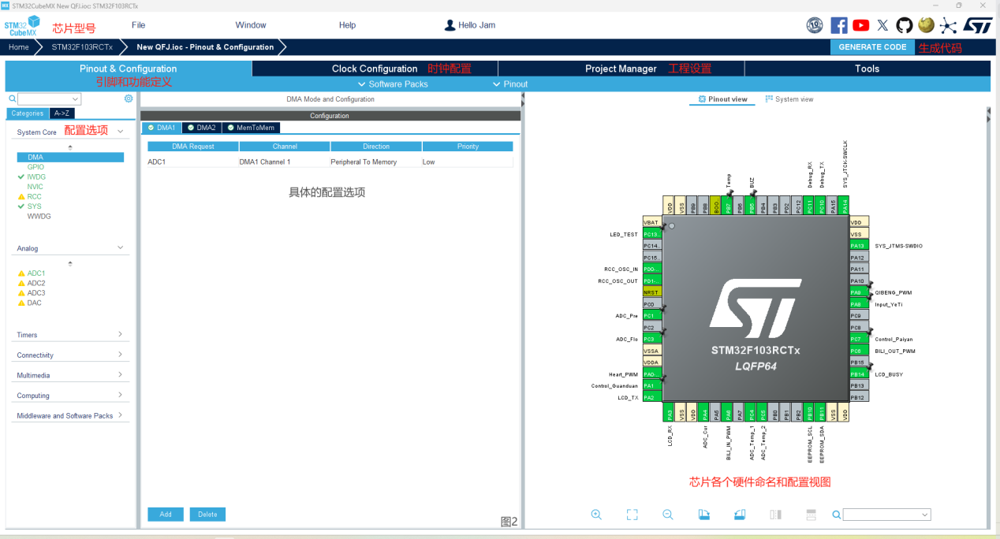 STM32CubeMX New QFJ.ioc: STM32F103RCTx
STM32 CubeMX
芯片型号
File
Window
Help
Hello Jam
Home
STM32F103RCTx
New QFJ.ioc - Pinout & Configuration
GENERATE CODE
生成代码
Pinout & Configuration
引脚和功能定义
Clock Configuration
时钟配置
Project Manager
工程设置
Tools
Software Packs
Pinout
Categories
A->Z
System Core
配置选项
DMA
GPIO
IWDG
NVIC
RCC
SYS
WWDG
Analog
ADC1
ADC2
ADC3
DAC
Timers
Connectivity
Multimedia
Computing
Middleware and Software Packs
DMA Mode and Configuration
Configuration
DMA1
DMA2
MemToMem
DMA Request
Channel
Direction
Priority
ADC1
DMA1 Channel 1
Peripheral To Memory
Low
具体的配置选项
Add
Delete
图2
Pinout view
System view
Temp
BUZ
Debug_RX
Debug_TX
SYS_JTCK-SWCLK
VDD
VSS
PB9
PB8
BOO
PB7
PB6
PB5
PB4
PB3
PD2
PC12
PC11
PC10
PA15
PA14
VBAT
LED_TEST
PC13..
PC14..
PC15..
RCC_OSC_IN
PD0-..
RCC_OSC_OUT
PD1-..
NRST
PC0
ADC_Pre
PC1
PC2
ADC_Flo
PC3
VSSA
VDDA
Heart_PWM
PA0-..
Control_Guanduan
PA1
LCD_TX
PA2
STM32F103RCTx
LQFP64
VDD
VSS
PA13
SYS_JTMS-SWDIO
PA12
PA11
PA10
PA9
QIBENG_PWM
PA8
Input_YeTi
PC9
PC8
PC7
Control_Paiyan
PC6
BILI_OUT_PWM
PB15
PB14
LCD_BUSY
PB13
PB12
PA3
VSS
VDD
PA4
PA5
PA6
PA7
PC4
PC5
PB0
PB1
PB2
PB10
PB11
VSS
VDD
LCD_RX
ADC_Cur
BILI_IN_PWM
ADC_Temp_1
ADC_Temp_2
EEPROM_SCL
EEPROM_SDA
芯片各个硬件命名和配置视图